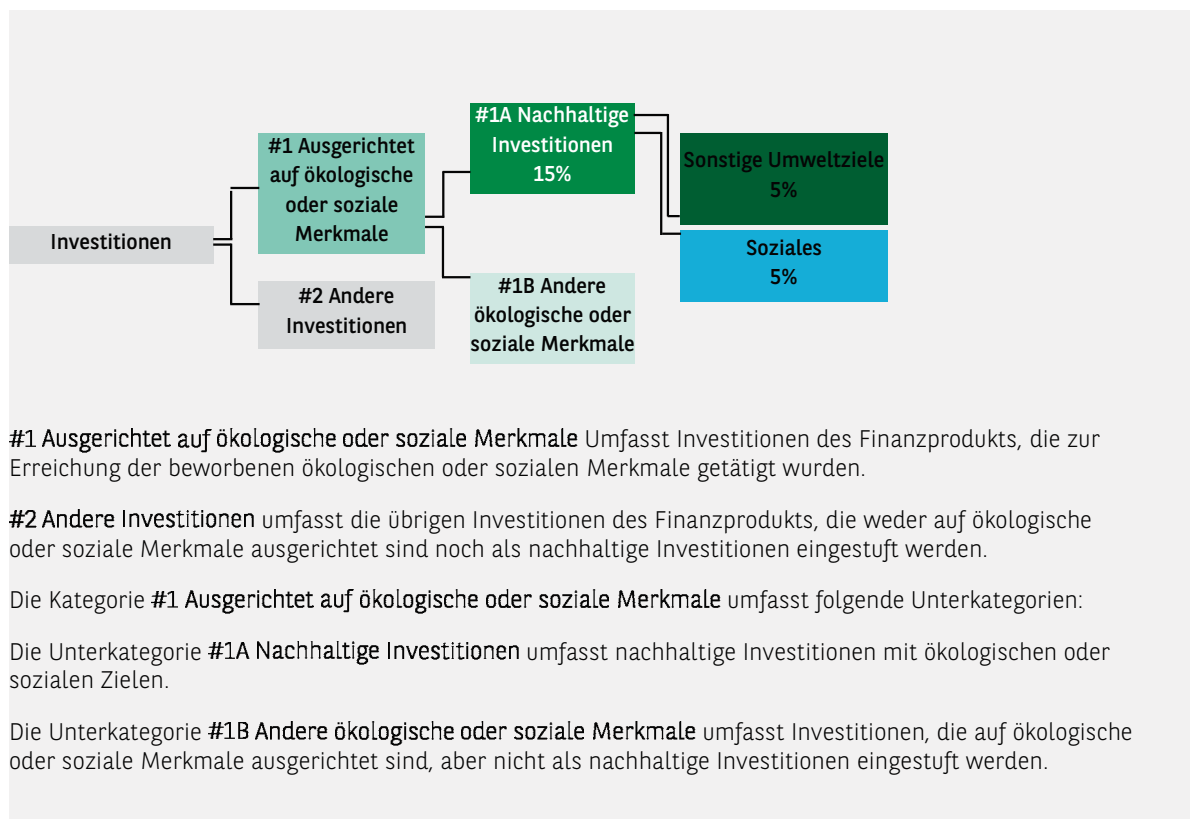 #1A Nachhaltige
Investitionen
15%
#1 Ausgerichtet
auf ökologische
oder soziale
Merkmale
Sonstige Umweltziele
5%
Investitionen
Soziales
5%
#2 Andere
Investitionen
#1B Andere
ökologische oder
soziale Merkmale
#1 Ausgerichtet auf ökologische oder soziale Merkmale Umfasst Investitionen des Finanzprodukts, die zur
Erreichung der beworbenen ökologischen oder sozialen Merkmale getätigt wurden.
#2 Andere Investitionen umfasst die übrigen Investitionen des Finanzprodukts, die weder auf ökologische
oder soziale Merkmale ausgerichtet sind noch als nachhaltige Investitionen eingestuft werden.
Die Kategorie #1 Ausgerichtet auf ökologische oder soziale Merkmale umfasst folgende Unterkategorien:
Die Unterkategorie #1A Nachhaltige Investitionen umfasst nachhaltige Investitionen mit ökologischen oder
sozialen Zielen.
Die Unterkategorie #1B Andere ökologische oder soziale Merkmale umfasst Investitionen, die auf ökologische
oder soziale Merkmale ausgerichtet sind, aber nicht als nachhaltige Investitionen eingestuft werden.